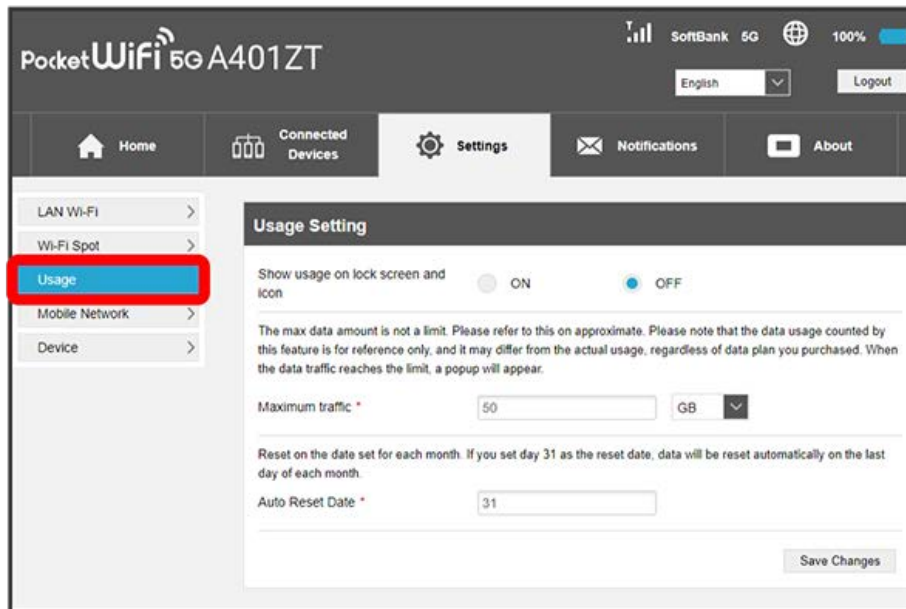 SoftBank 5G 100%
Pocket WiFi 5G A401ZT
English Logout
Home Connected Devices Settings Notifications About
LAN Wi-Fi
Wi-Fi Spot
Usage
Mobile Network
Device
Usage Setting
Show usage on lock screen and
icon
ON OFF
The max data amount is not a limit. Please refer to this on approximate. Please note that the data usage counted by
this feature is for reference only, and it may differ from the actual usage, regardless of data plan you purchased. When
the data traffic reaches the limit, a popup will appear.
Maximum traffic * 50 GB
Reset on the date set for each month. If you set day 31 as the reset date, data will be reset automatically on the last
day of each month.
Auto Reset Date * 31
Save Changes